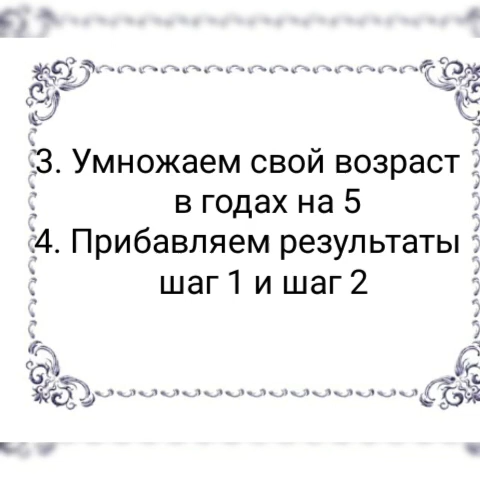 3. Умножаем свой возраст
в годах на 5
4. Прибавляем результаты
шаг 1 и шаг 2